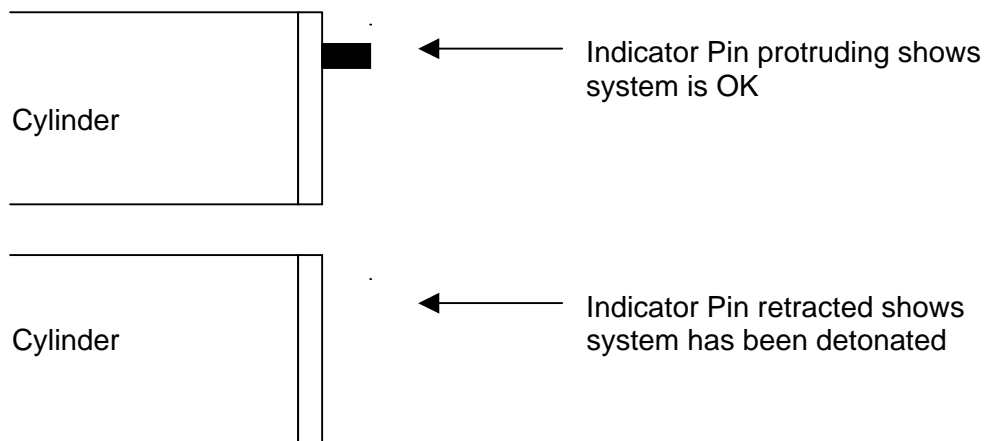 Indicator Pin protruding shows
system is OK
Cylinder
Indicator Pin retracted shows
system has been detonated
Cylinder